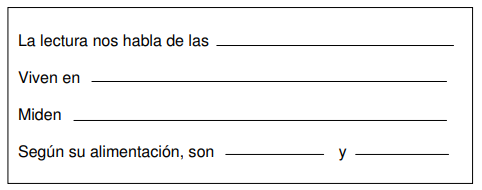 La lectura nos habla de las
Viven en
Miden
Según su alimentación, son y